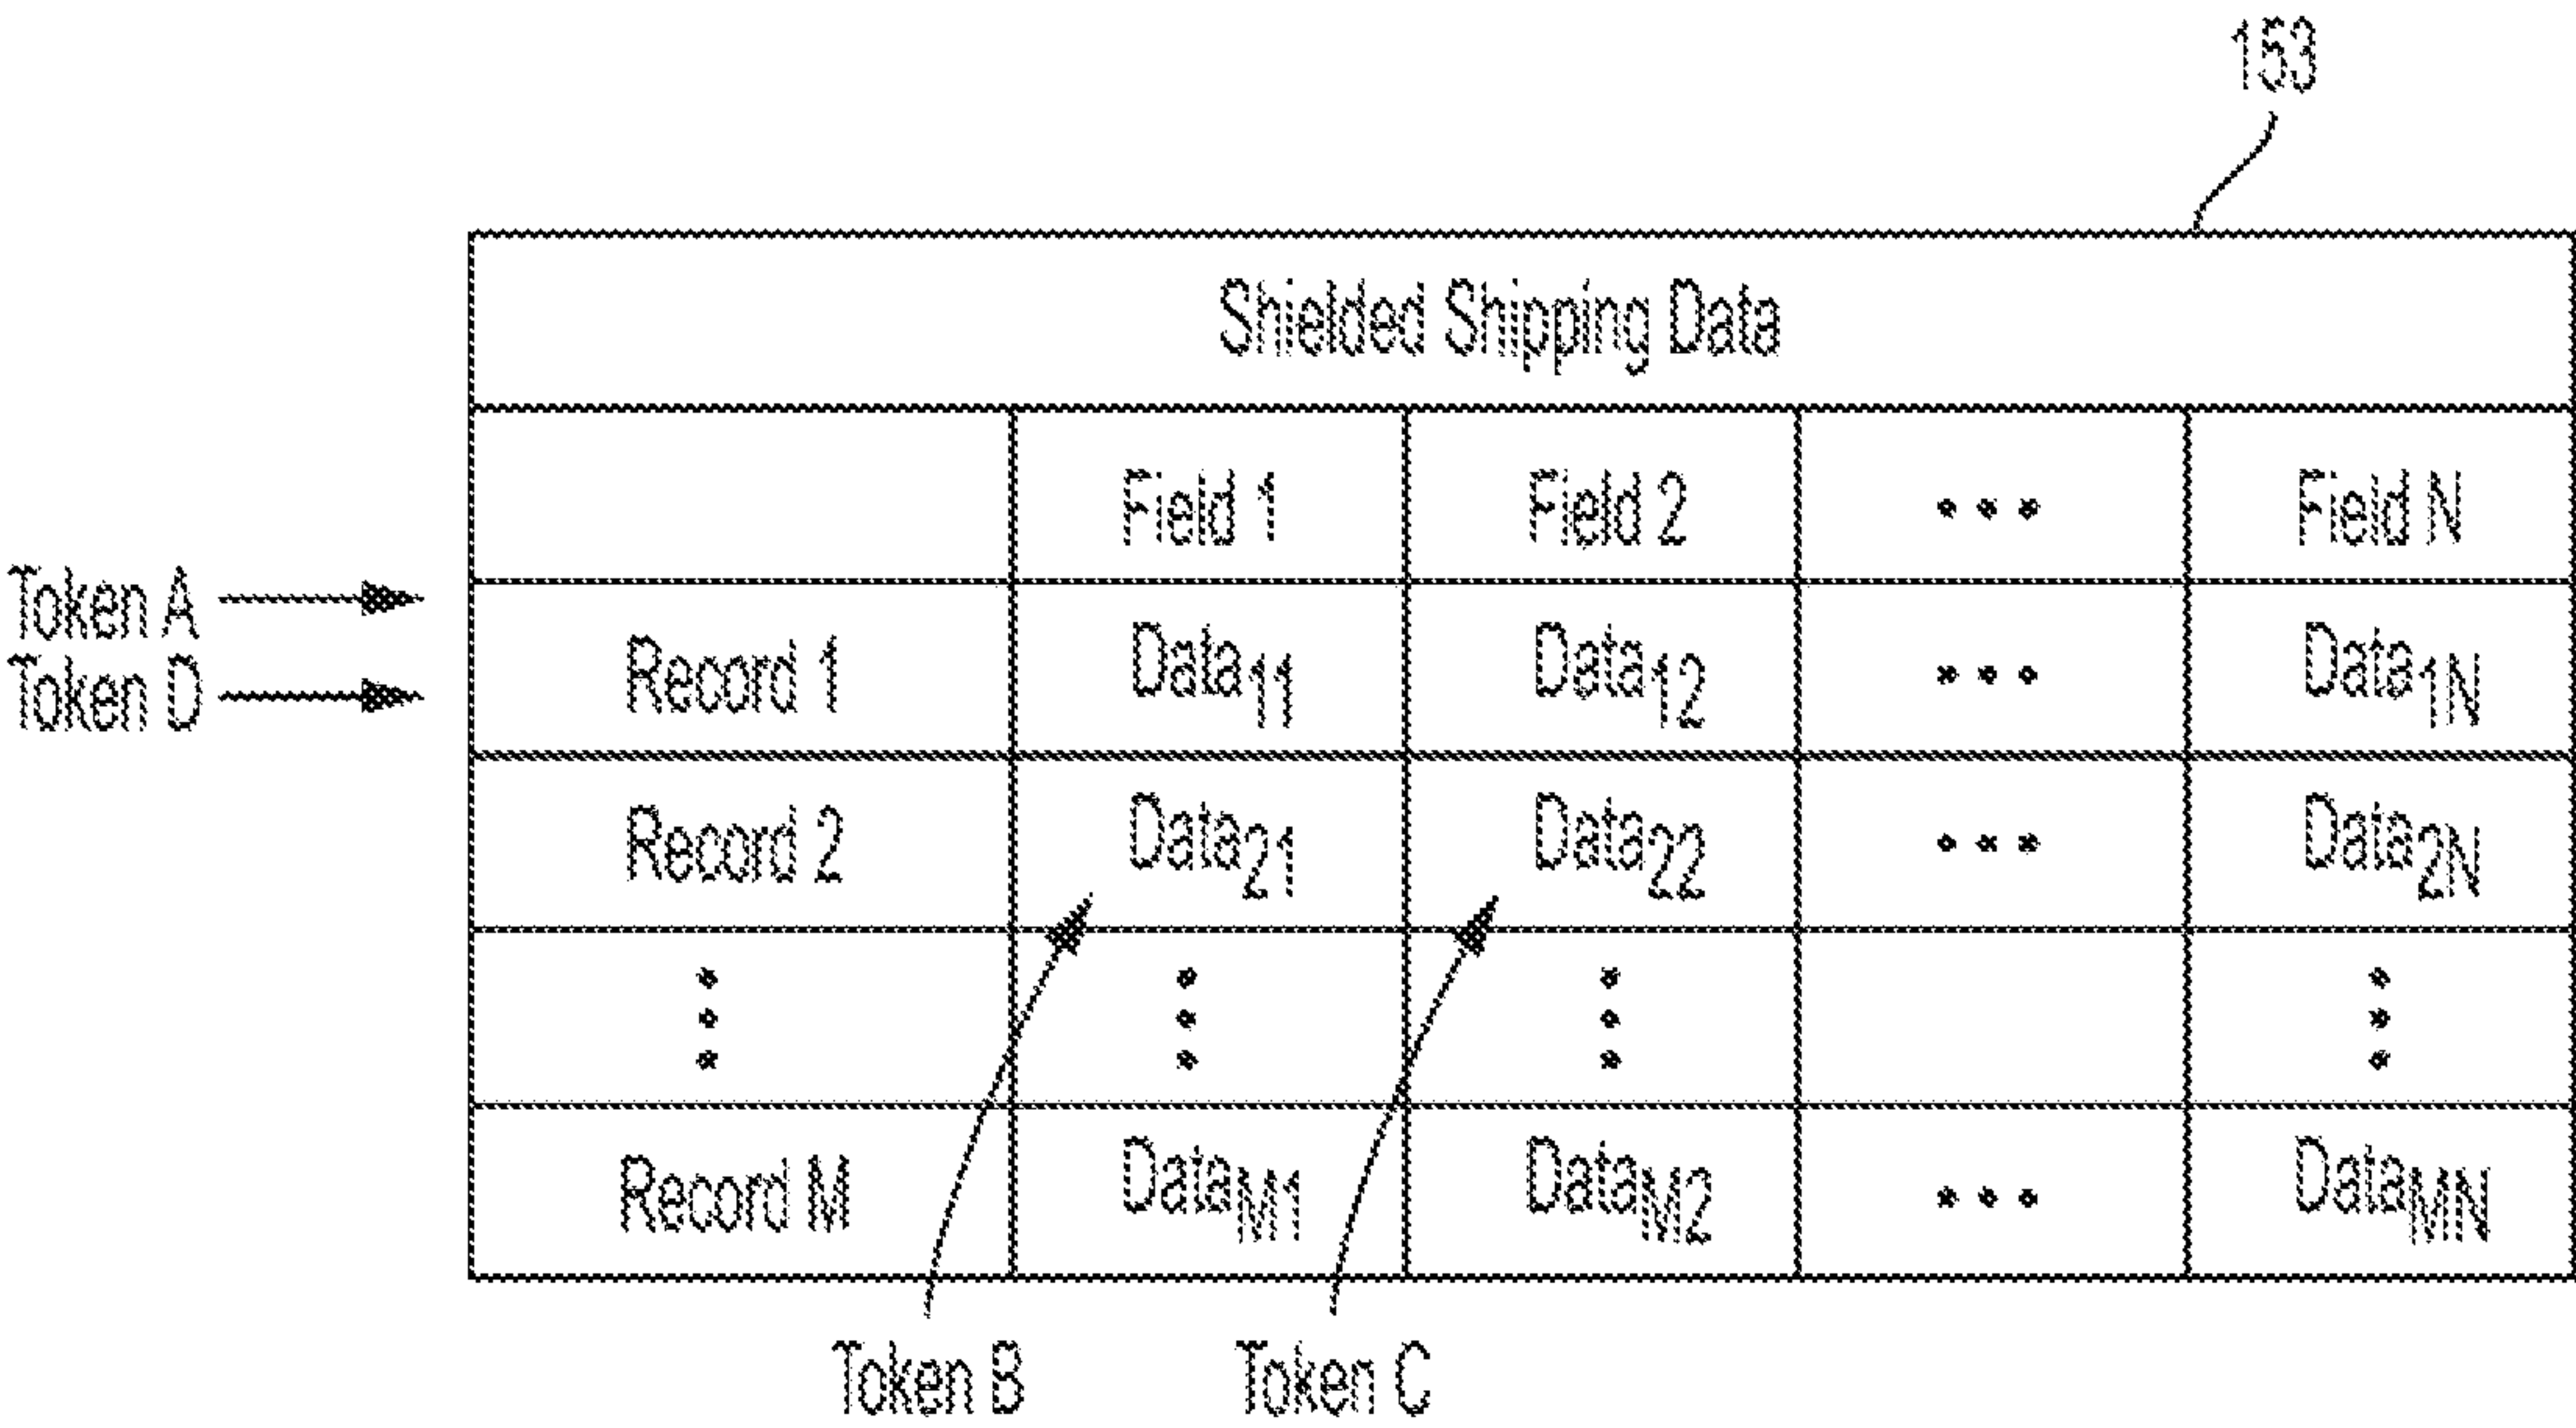 153
Shielded Shipping Data
Field 1 Field 2 • • • Field N
Token A
Record 1 Data11 Data12 • • • Data1N
Token D
Record 2 Data21 Data22 • • • Data2N
Record M DataM1 DataM2 • • • DataMN
Token B Token C